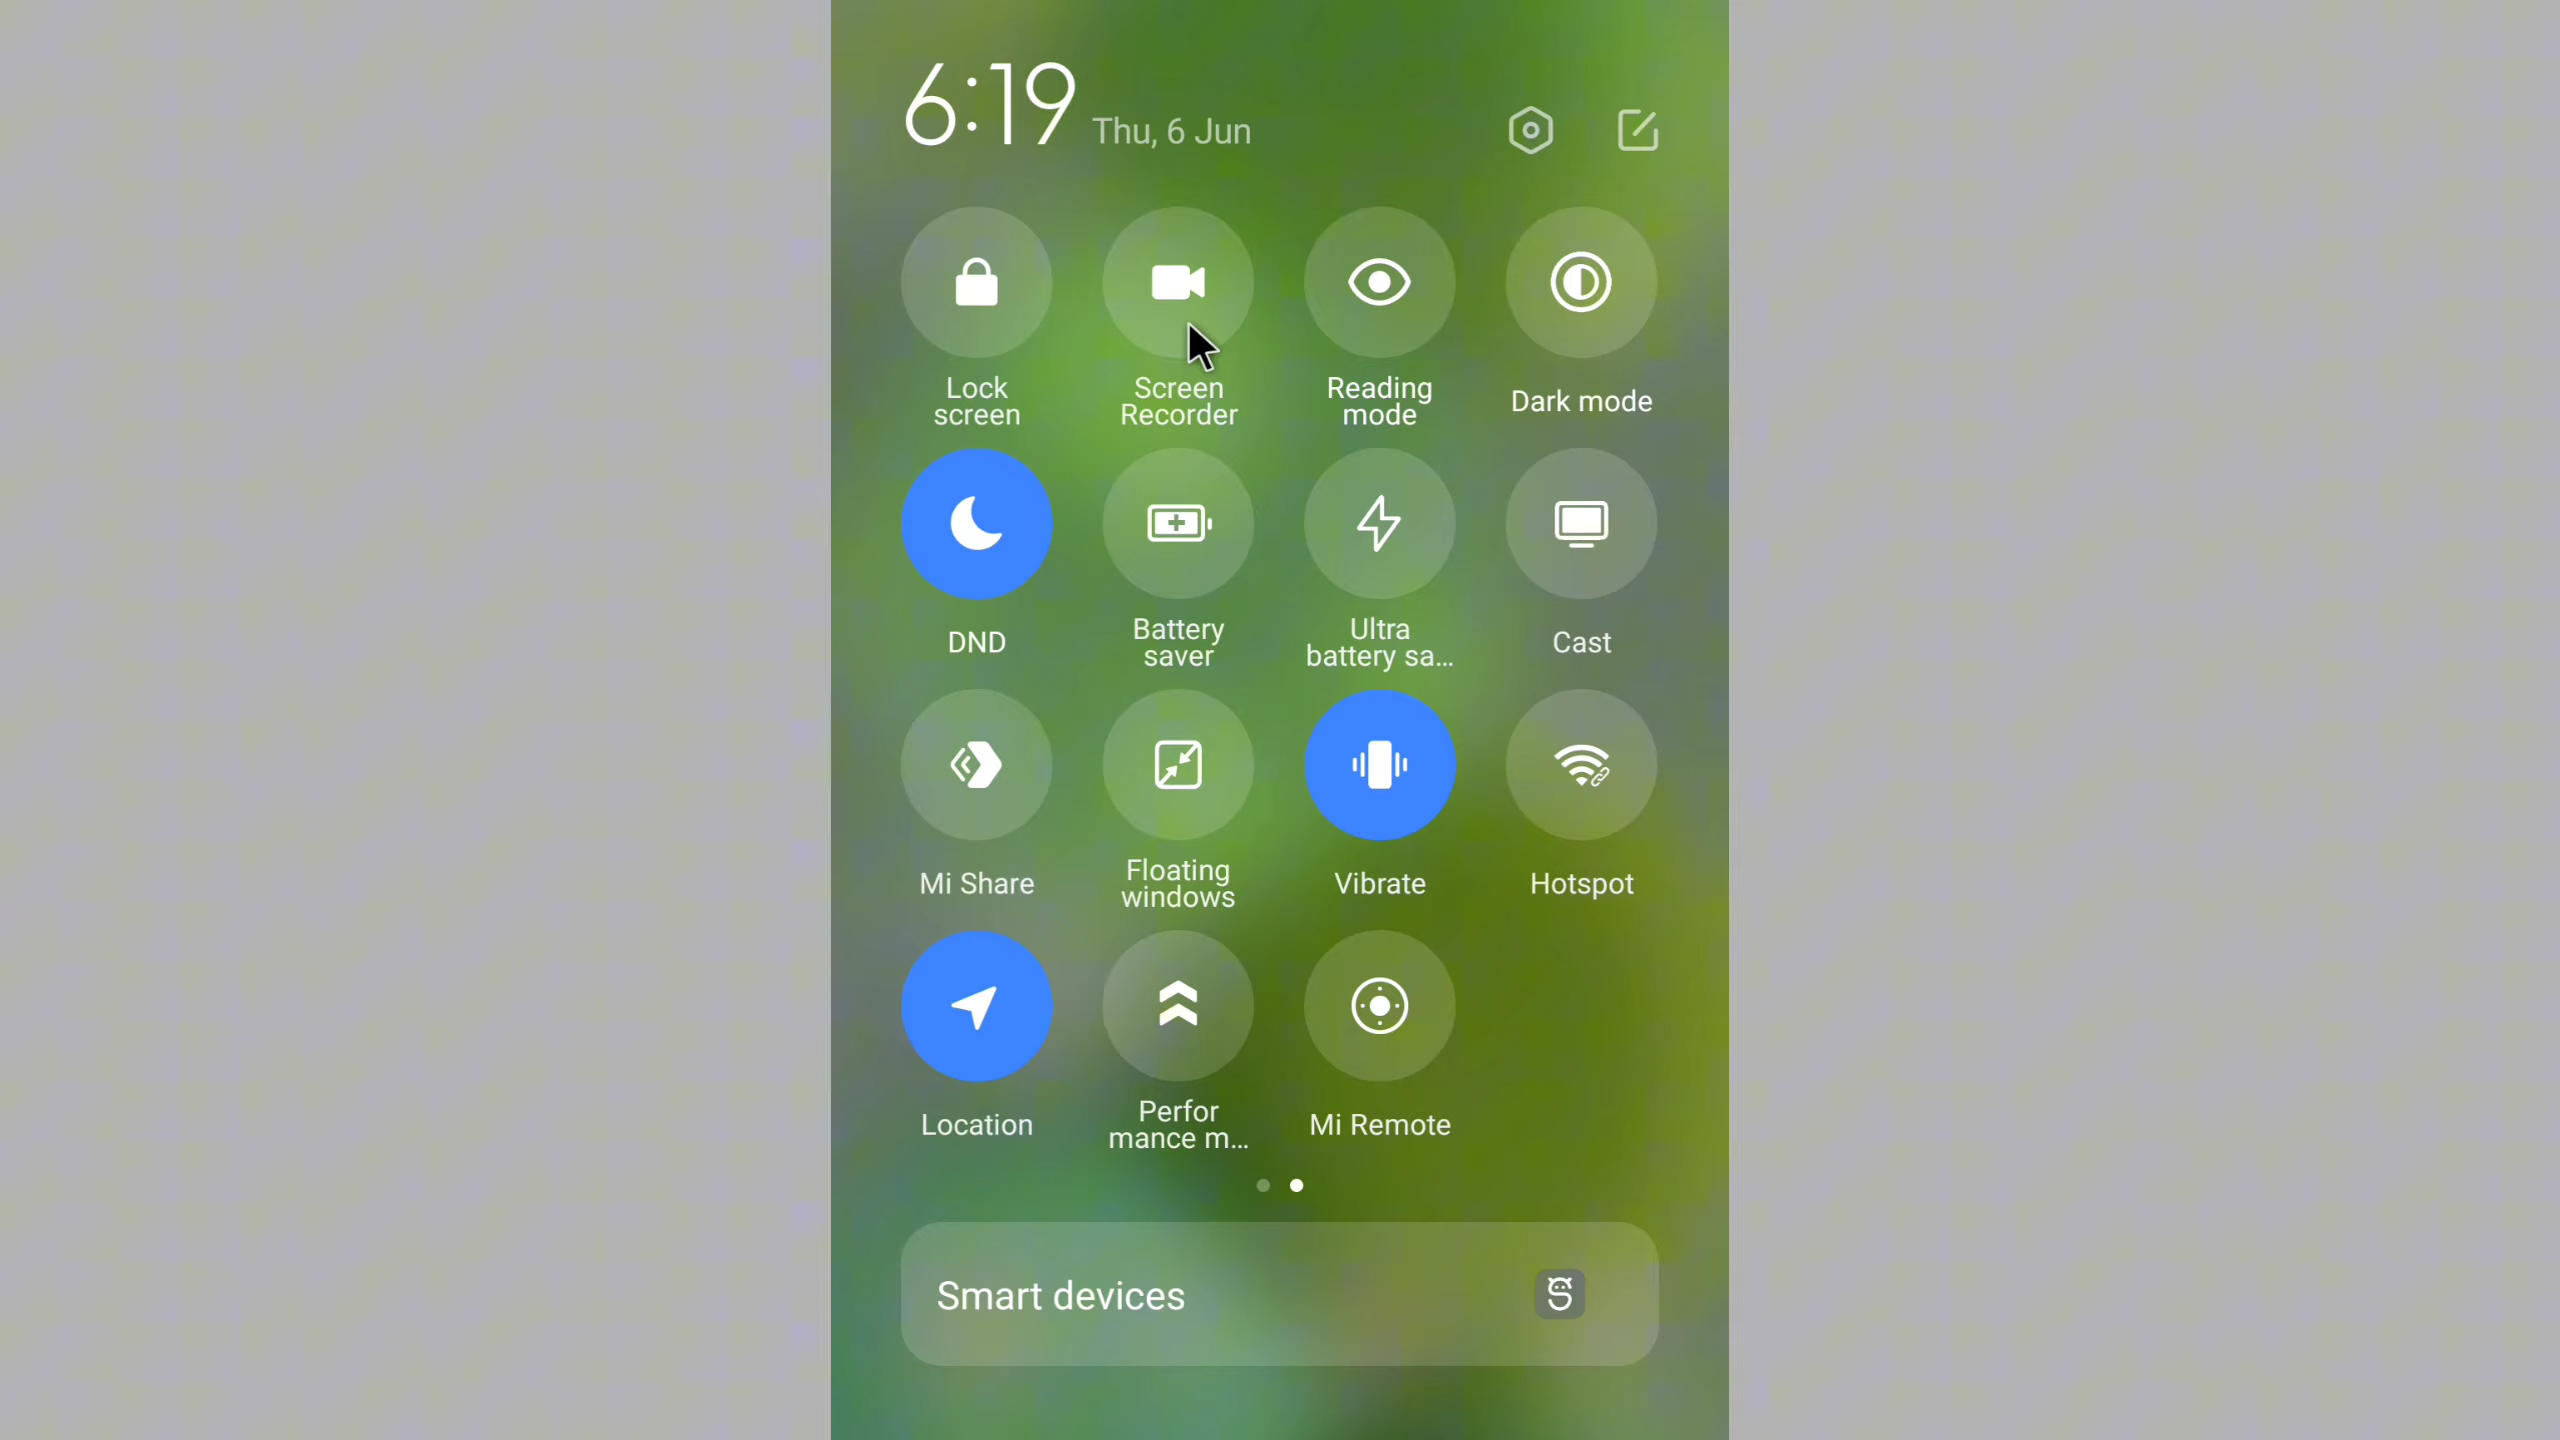 6:19 Thu, 6 Jun
Lock
screen
Screen
Recorder
Reading
mode
Dark mode
DND
Battery
saver
Ultra
battery sa...
Cast
Mi Share
Floating
windows
Vibrate
Hotspot
Location
Perfor
mance m...
Mi Remote
Smart devices